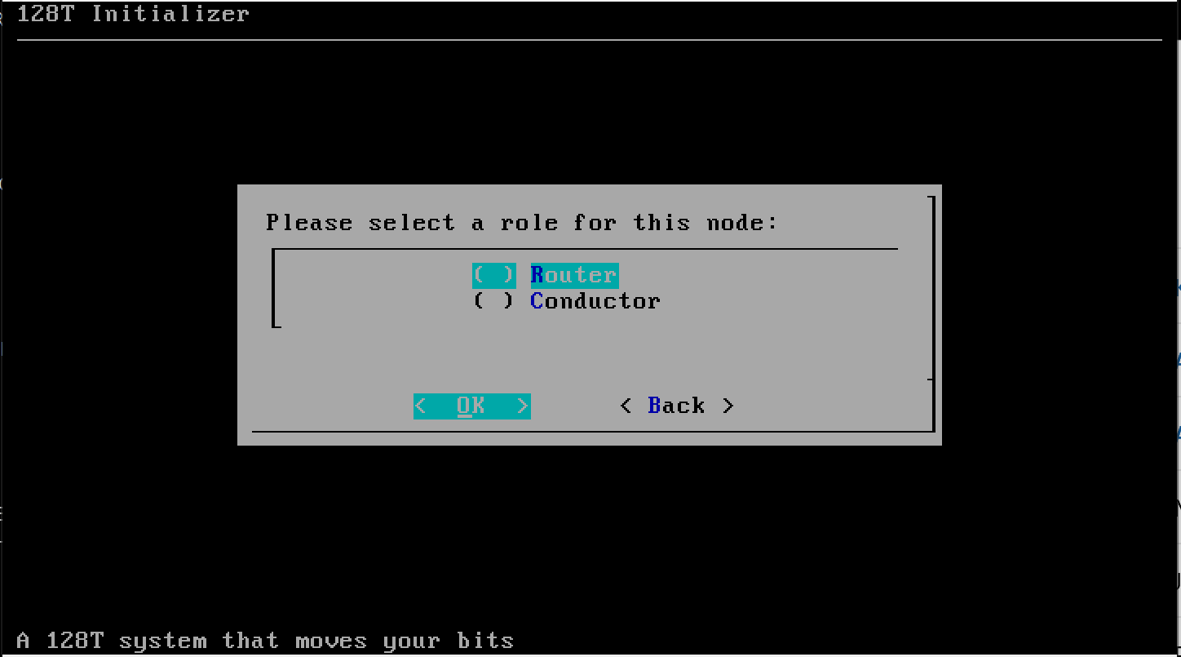 128T Initializer
Please select a role for this node:
( ) Router
( ) Conductor
< OK > < Back >
A 128T system that moves your bits